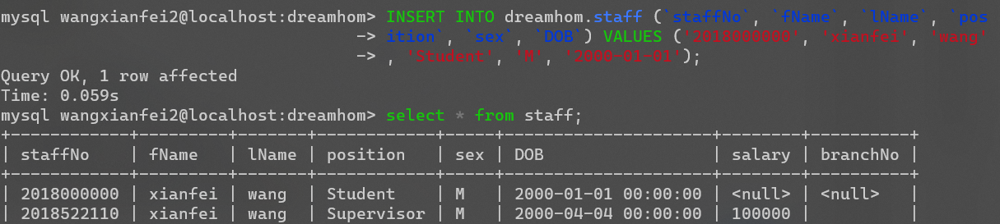 mysql wangxianfei2@localhost:dreamhom> INSERT INTO dreamhom.staff (`staffNo`, `fName`, `lName`, `pos
                                    -> ition`, `sex`, `DOB`) VALUES ('2018000000', 'xianfei', 'wang'
                                    -> , 'Student', 'M', '2000-01-01');
Query OK, 1 row affected
Time: 0.059s
mysql wangxianfei2@localhost:dreamhom> select * from staff;
+------------+---------+-------+------------+-----+---------------------+--------+----------+
| staffNo    | fName   | lName | position   | sex | DOB                 | salary | branchNo |
+------------+---------+-------+------------+-----+---------------------+--------+----------+
| 2018000000 | xianfei | wang  | Student    | M   | 2000-01-01 00:00:00 | <null> | <null>   |
| 2018522110 | xianfei | wang  | Supervisor | M   | 2000-04-04 00:00:00 | 100000 |          |